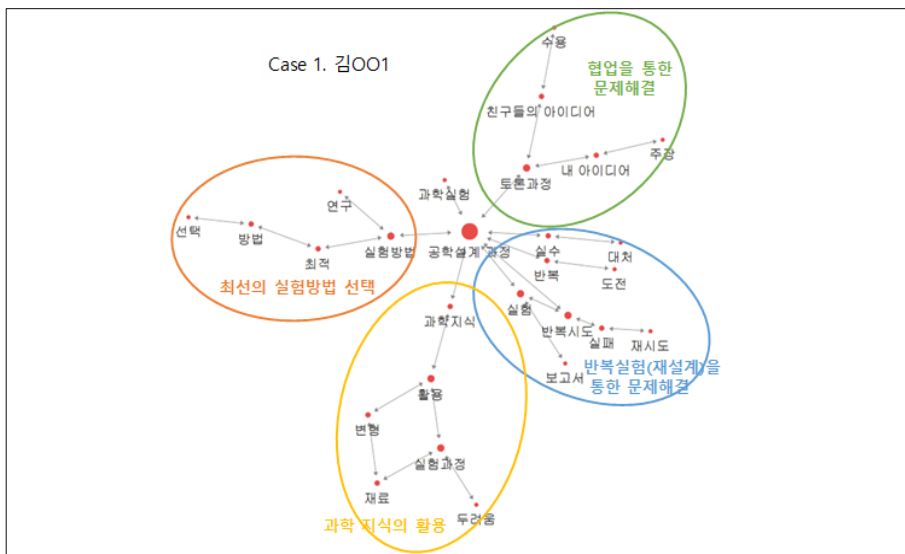 Case 1. 김OO1
수용
협업을 통한
문제해결
친구들의 아이디어
주장
내 아이디어
토론과정
과학실험
연구
선택
방법
최적
실험방법
공학설계 과정
실수
대처
반복
도전
최선의 실험방법 선택
실험
과학지식
반복시도
실패
재시도
보고서
반복실험(재설계)을
통한 문제해결
활용
변형
실험과정
재료
두려움
과학 지식의 활용